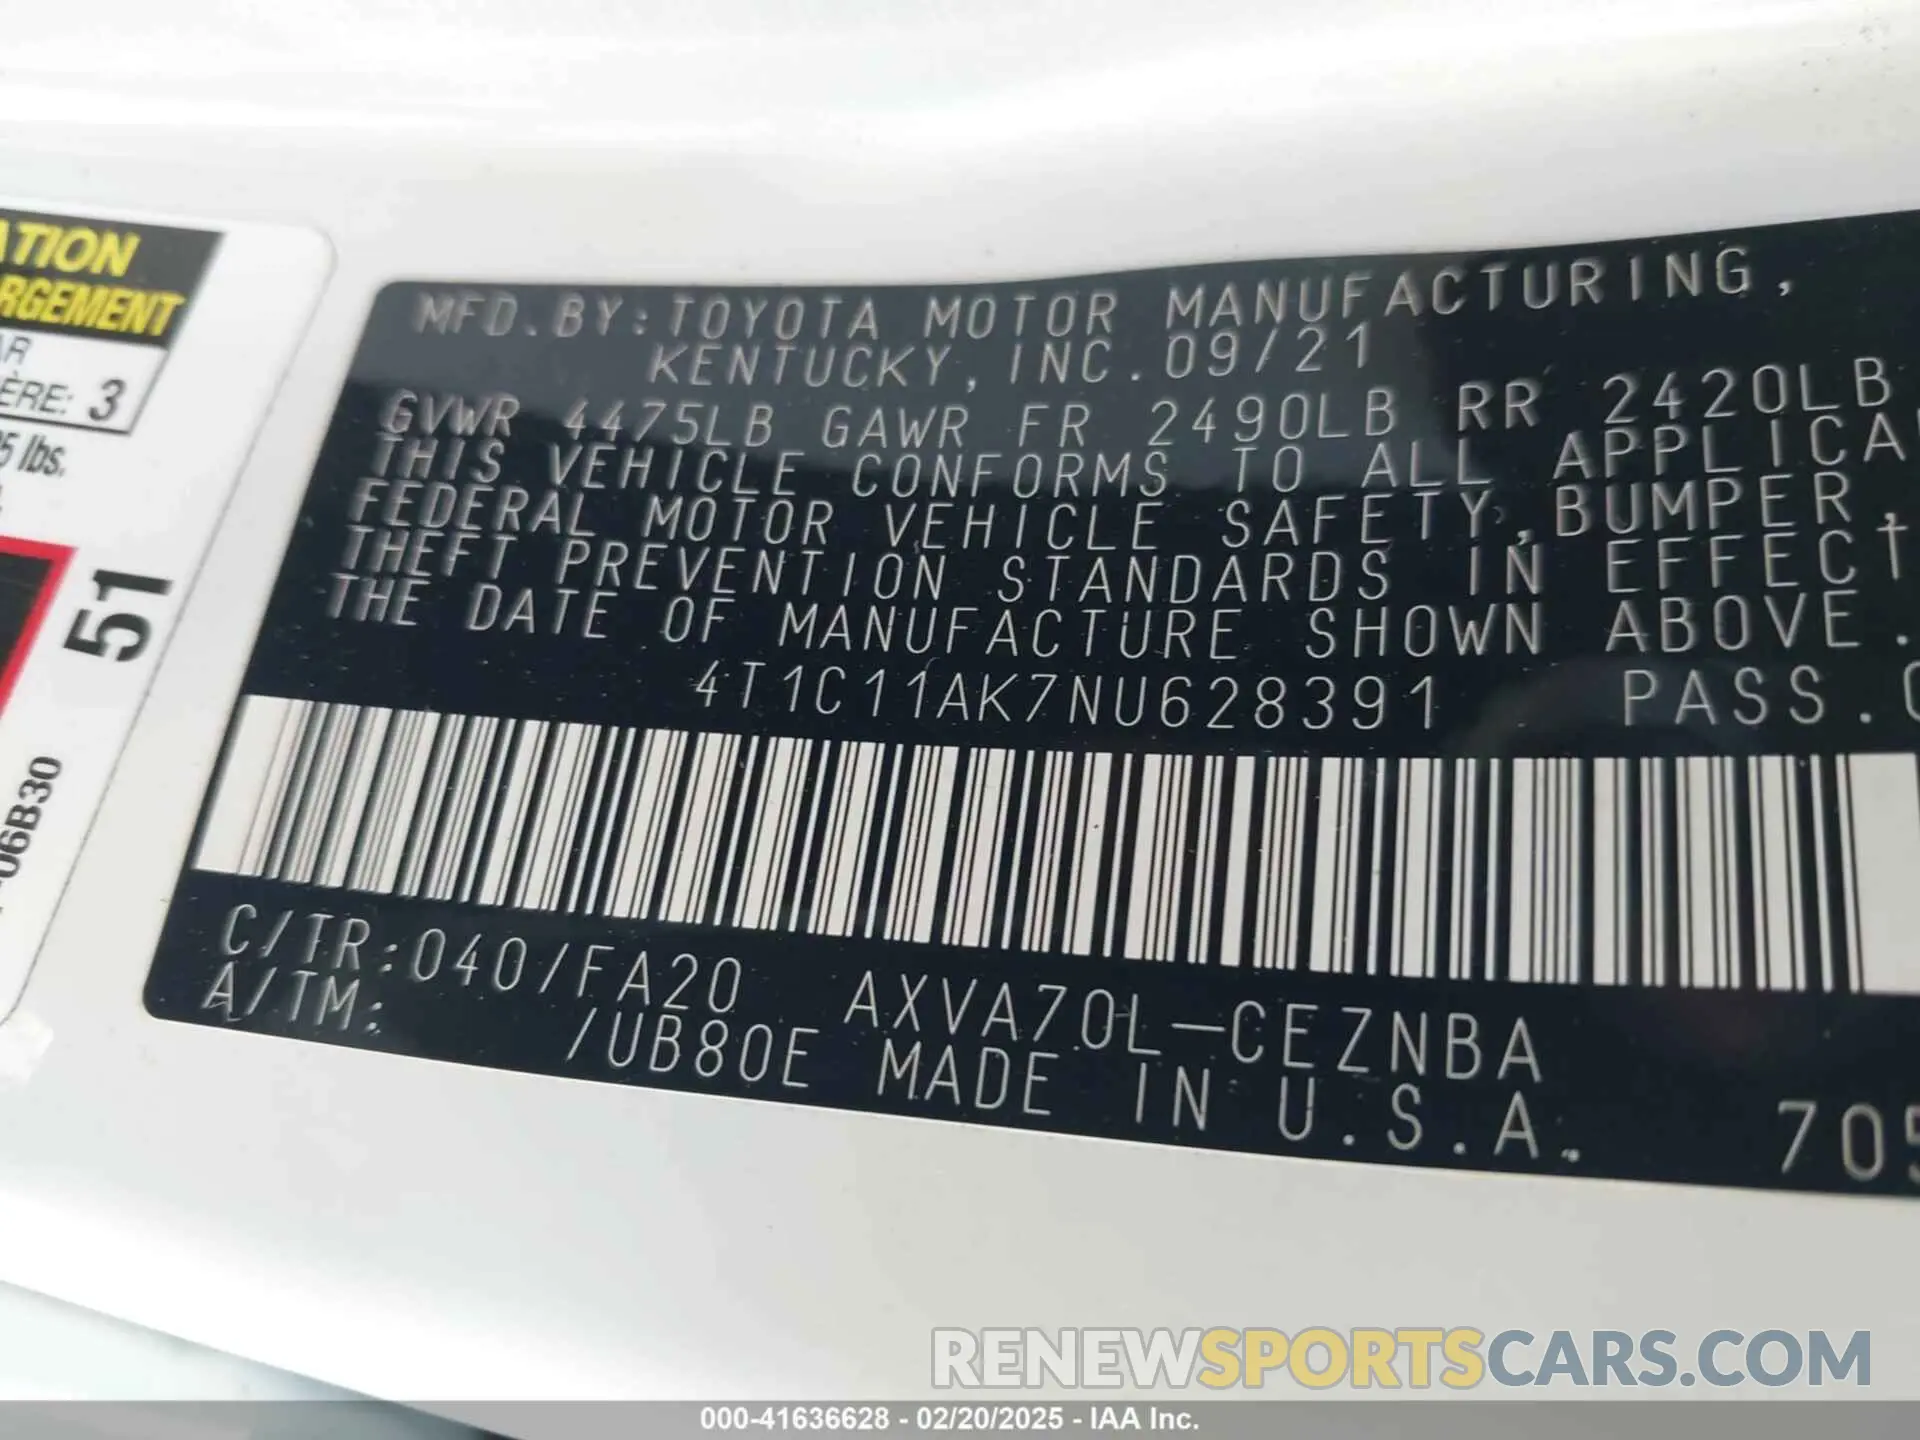 ATION
RGEMENT
AR
ÈRE: 3
5 lbs.
51
06B30
MFD.BY:TOYOTA MOTOR MANUFACTURING,
KENTUCKY,INC.09/21
GVWR 4475LB GAWR FR 2490LB RR 2420LB
THIS VEHICLE CONFORMS TO ALL APPLICA
FEDERAL MOTOR VEHICLE SAFETY,BUMPER,
THEFT PREVENTION STANDARDS IN EFFECT
THE DATE OF MANUFACTURE SHOWN ABOVE.
4T1C11AK7NU628391 PASS.
C/TR:040/FA20 AXVA70L-CEZNBA
A/TM: /UB80E MADE IN U.S.A. 705
RENEWSPORTSCARS.COM
000-41636628 - 02/20/2025 - IAA Inc.